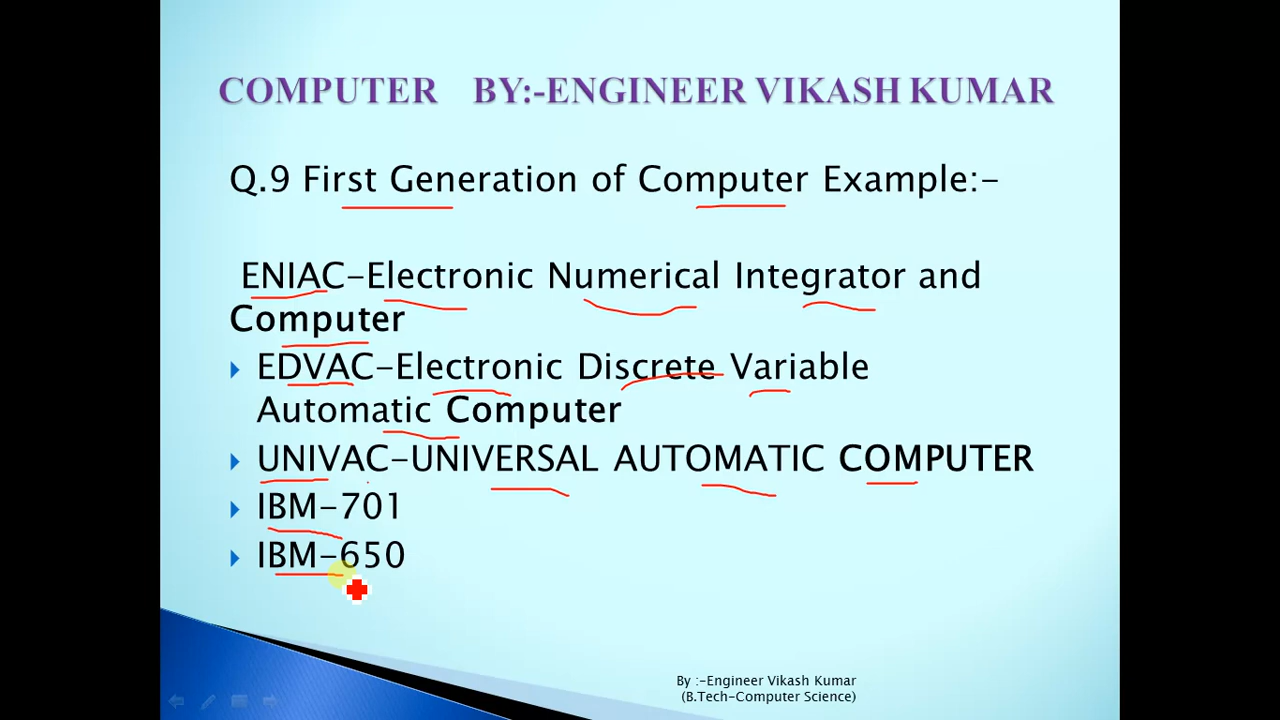 COMPUTER BY:-ENGINEER VIKASH KUMAR
Q.9 First Generation of Computer Example:-
ENIAC-Electronic Numerical Integrator and
Computer
EDVAC-Electronic Discrete Variable
Automatic Computer
UNIVAC-UNIVERSAL AUTOMATIC COMPUTER
IBM-701
IBM-650
By :-Engineer Vikash Kumar
(B.Tech-Computer Science)